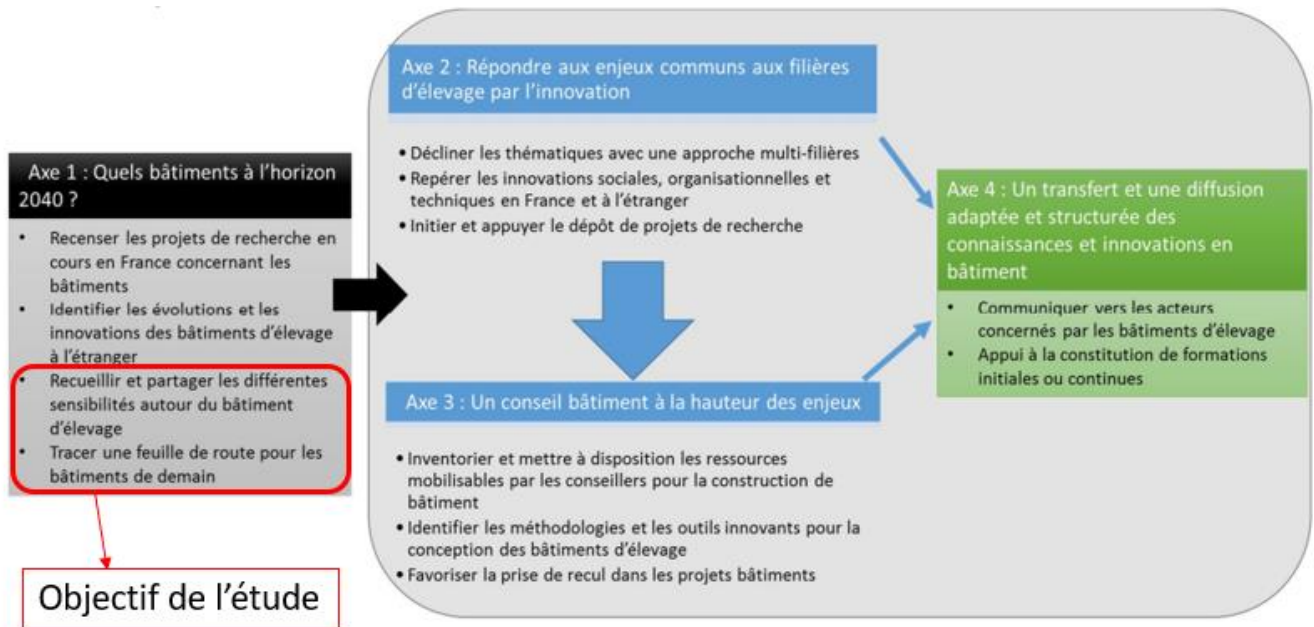 Axe 1 : Quels bâtiments à l'horizon
2040 ?
• Recenser les projets de recherche en
cours en France concernant les
bâtiments
• Identifier les évolutions et les
innovations des bâtiments d'élevage
à l'étranger
• Recueillir et partager les différentes
sensibilités autour du bâtiment
d'élevage
• Tracer une feuille de route pour les
bâtiments de demain
Objectif de l'étude
Axe 2 : Répondre aux enjeux communs aux filières
d'élevage par l'innovation
• Décliner les thématiques avec une approche multi-filières
• Repérer les innovations sociales, organisationnelles et
techniques en France et à l'étranger
• Initier et appuyer le dépôt de projets de recherche
Axe 3 : Un conseil bâtiment à la hauteur des enjeux
• Inventorier et mettre à disposition les ressources
mobilisables par les conseillers pour la construction de
bâtiment
• Identifier les méthodologies et les outils innovants pour la
conception des bâtiments d'élevage
• Favoriser la prise de recul dans les projets bâtiments
Axe 4 : Un transfert et une diffusion
adaptée et structurée des
connaissances et innovations en
bâtiment
• Communiquer vers les acteurs
concernés par les bâtiments d'élevage
• Appui à la constitution de formations
initiales ou continues